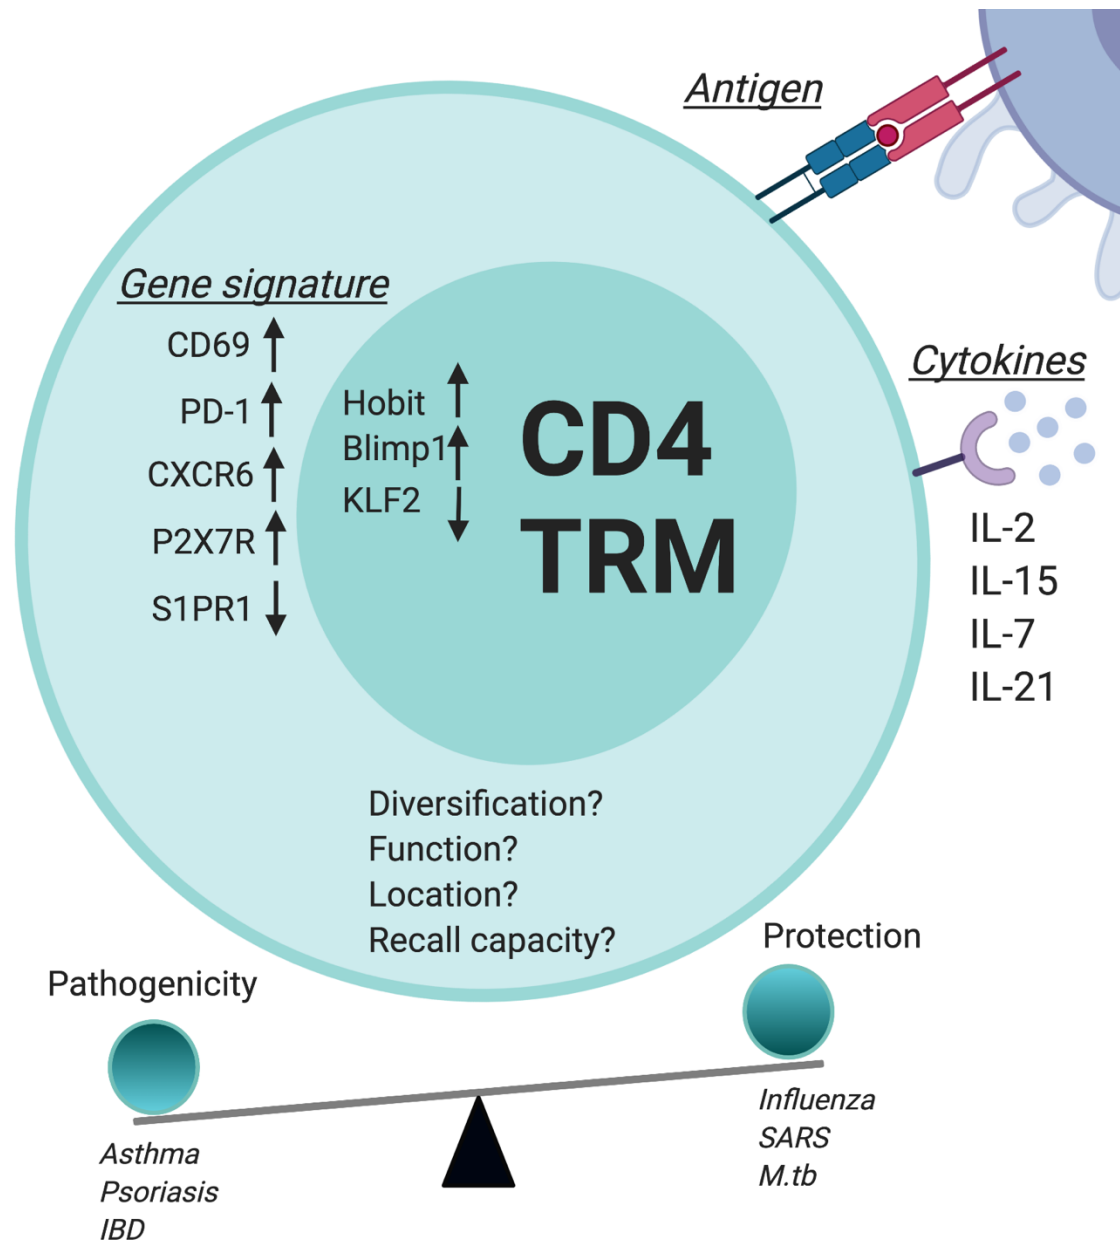 Antigen
Gene signature
CD69
PD-1
CXCR6
P2X7R
S1PR1
Hobit
Blimp1
KLF2
CD4
TRM
Cytokines
IL-2
IL-15
IL-7
IL-21
Diversification?
Function?
Location?
Recall capacity?
Pathogenicity
Asthma
Psoriasis
IBD
Protection
Influenza
SARS
M.tb